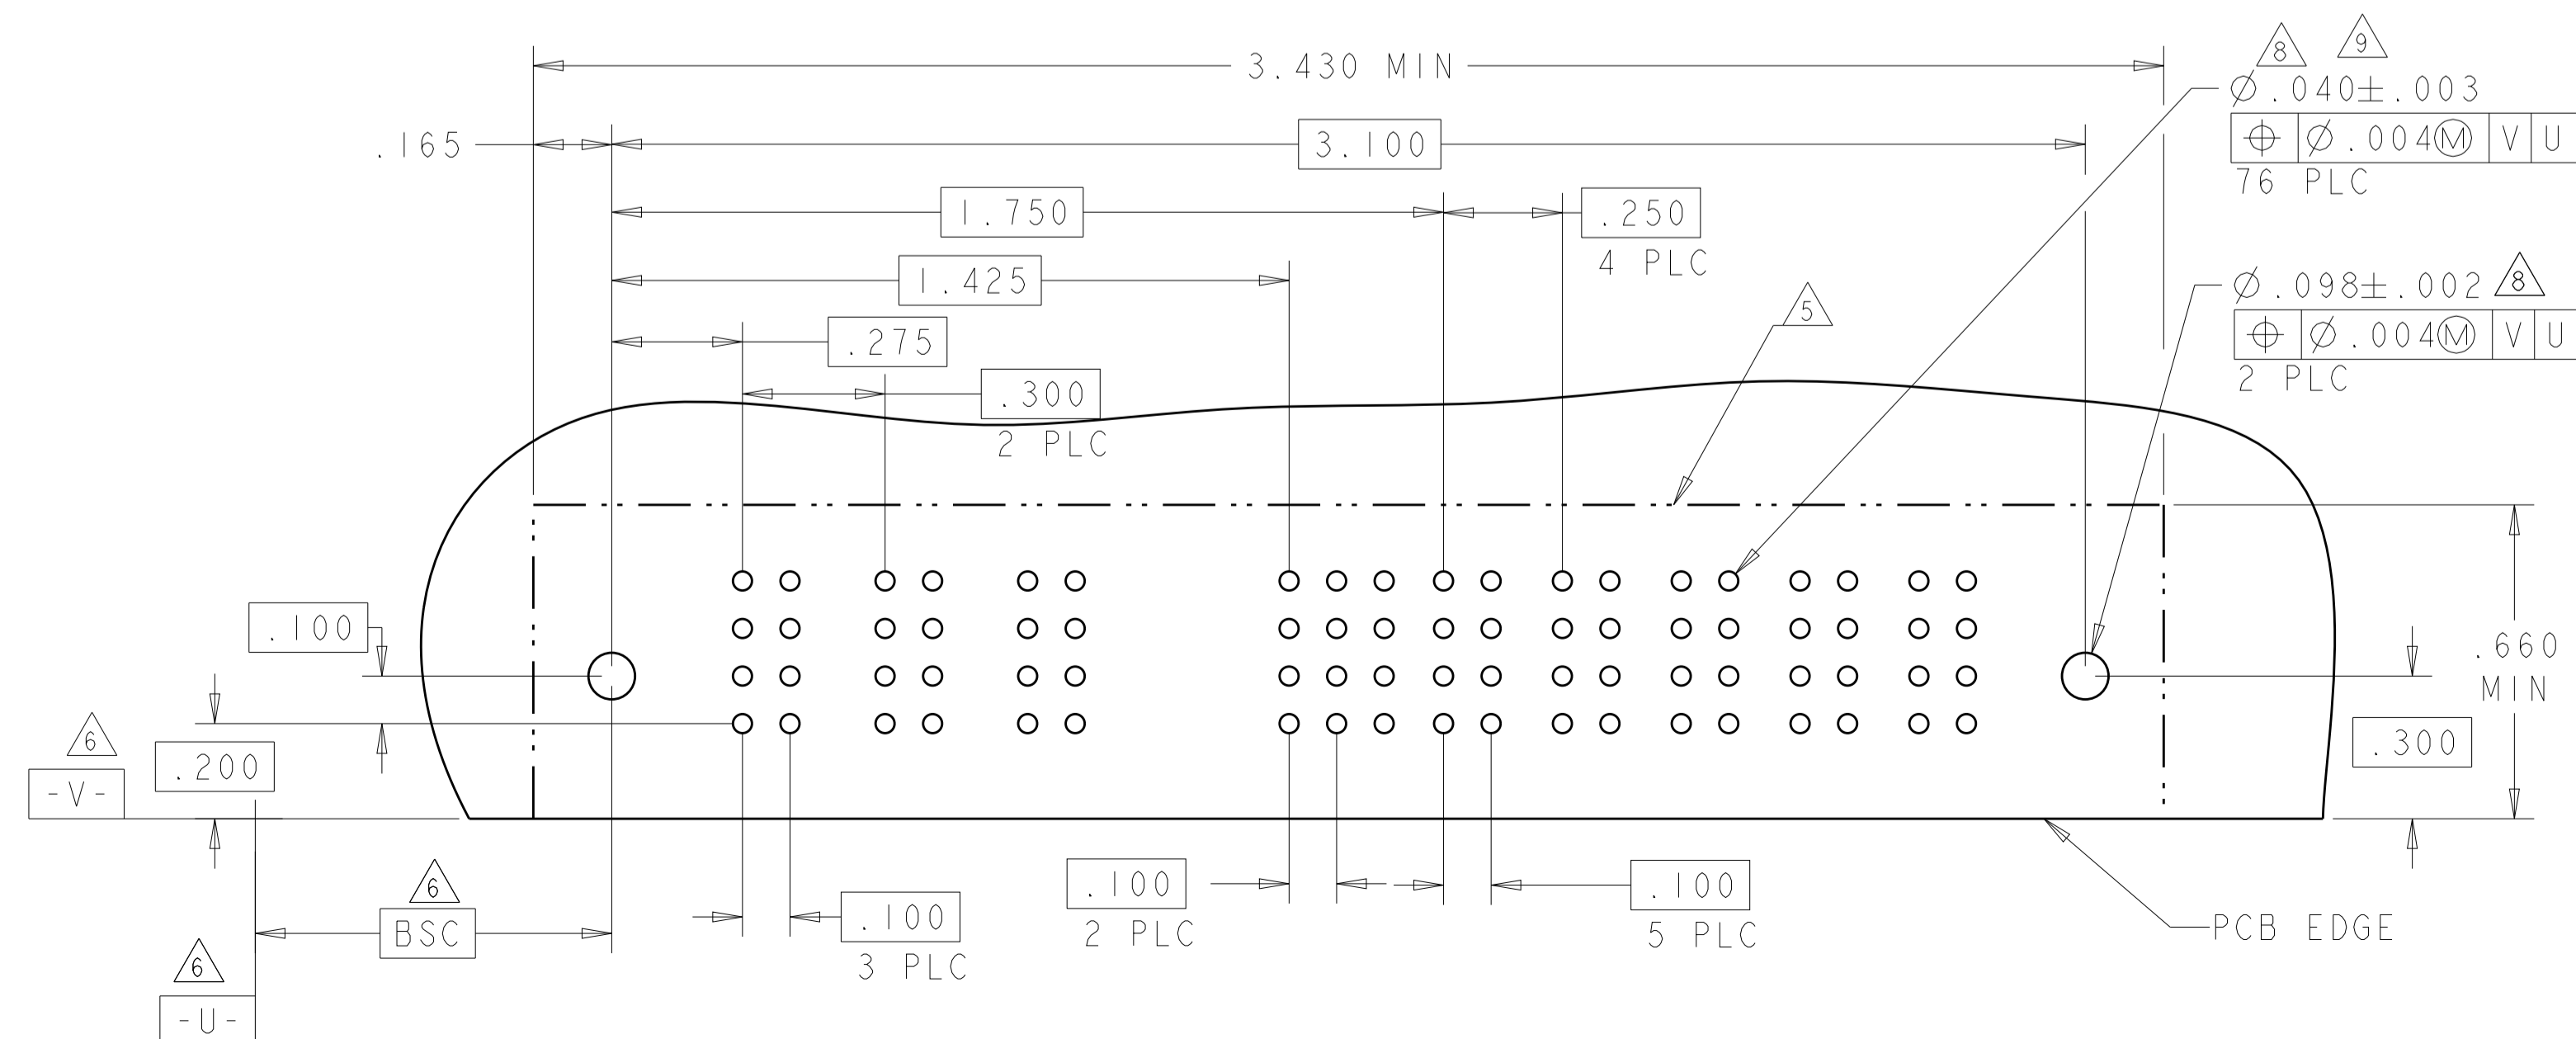 8
9
3.430 MIN
Ø.040±.003
.165
3.100
⌖ Ø.004Ⓜ V U
76 PLC
1.750
.250
4 PLC
1.425
Ø.098±.002 8
5
.275
⌖ Ø.004Ⓜ V U
2 PLC
.300
2 PLC
.100
.660
MIN
6
.200
.300
-V-
6
.100
2 PLC
.100
5 PLC
.100
3 PLC
BSC
PCB EDGE
6
-U-